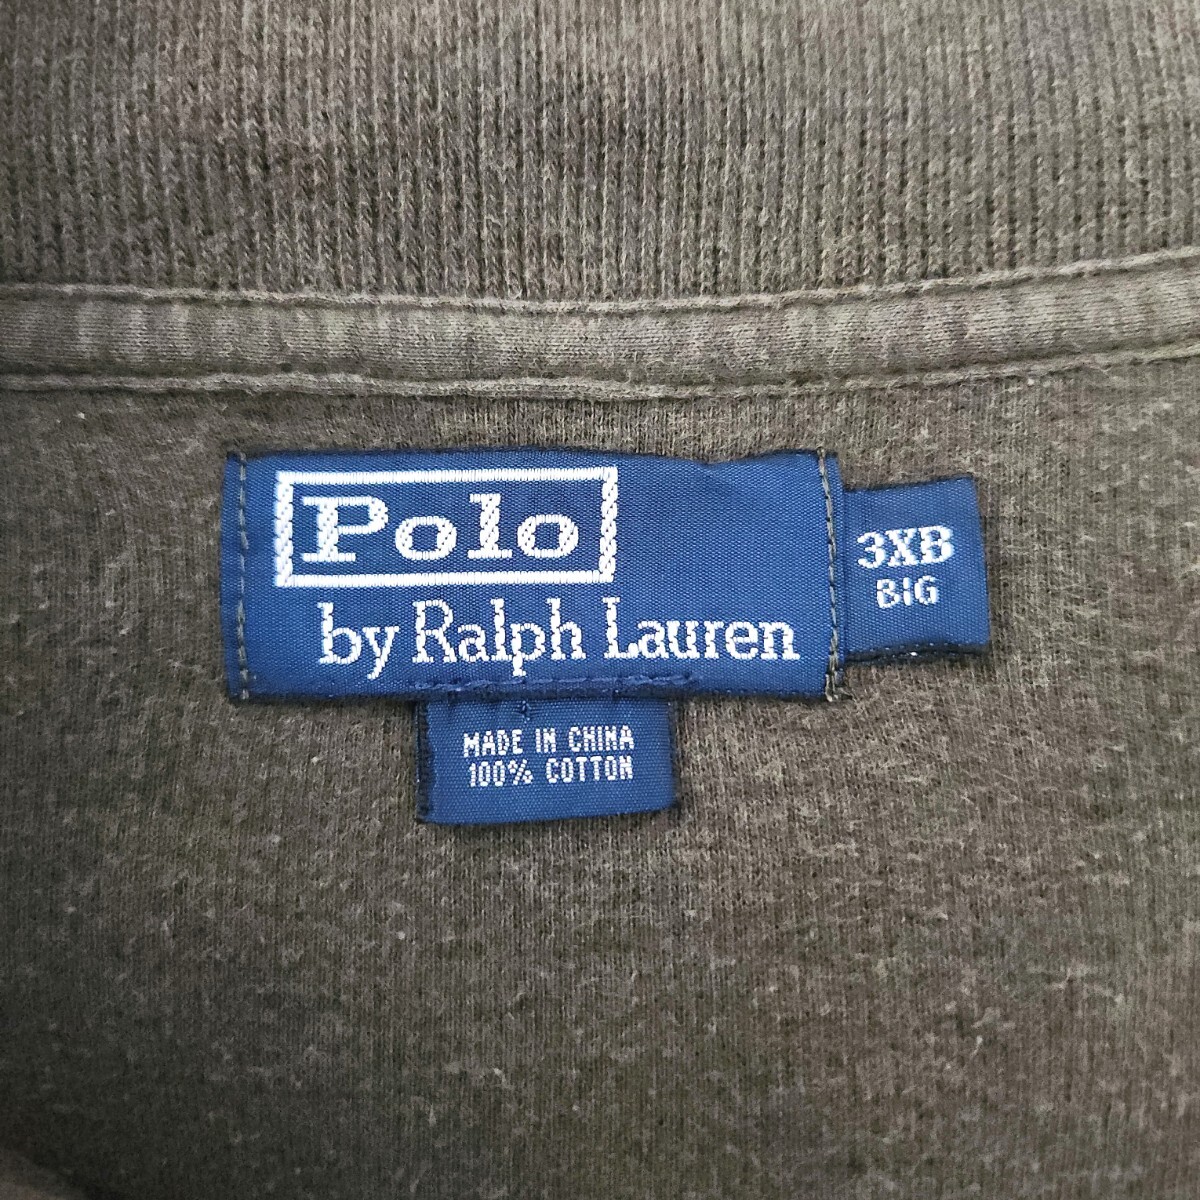 Polo
by Ralph Lauren
3XB
BIG
MADE IN CHINA
100% COTTON